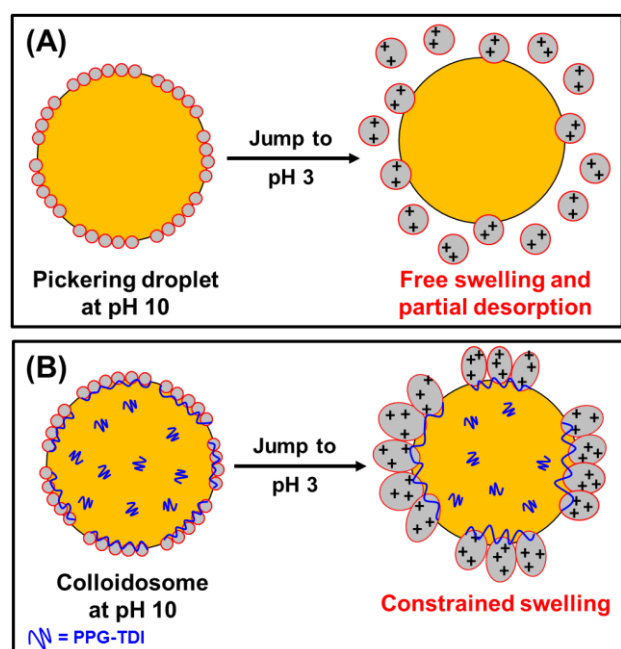 (A)
Jump to
pH 3
Pickering droplet
at pH 10
Free swelling and
partial desorption
(B)
Jump to
pH 3
Colloidosome
at pH 10
Constrained swelling
= PPG-TDI